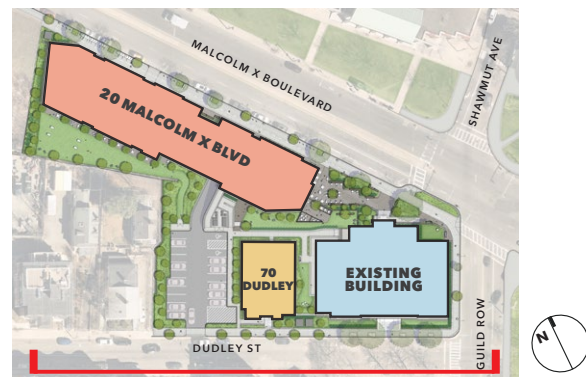 MALCOLM X BOULEVARD
SHAWMUT AVE
20 MALCOLM X BLVD
70
DUDLEY
EXISTING
BUILDING
GUILD ROW
DUDLEY ST
N